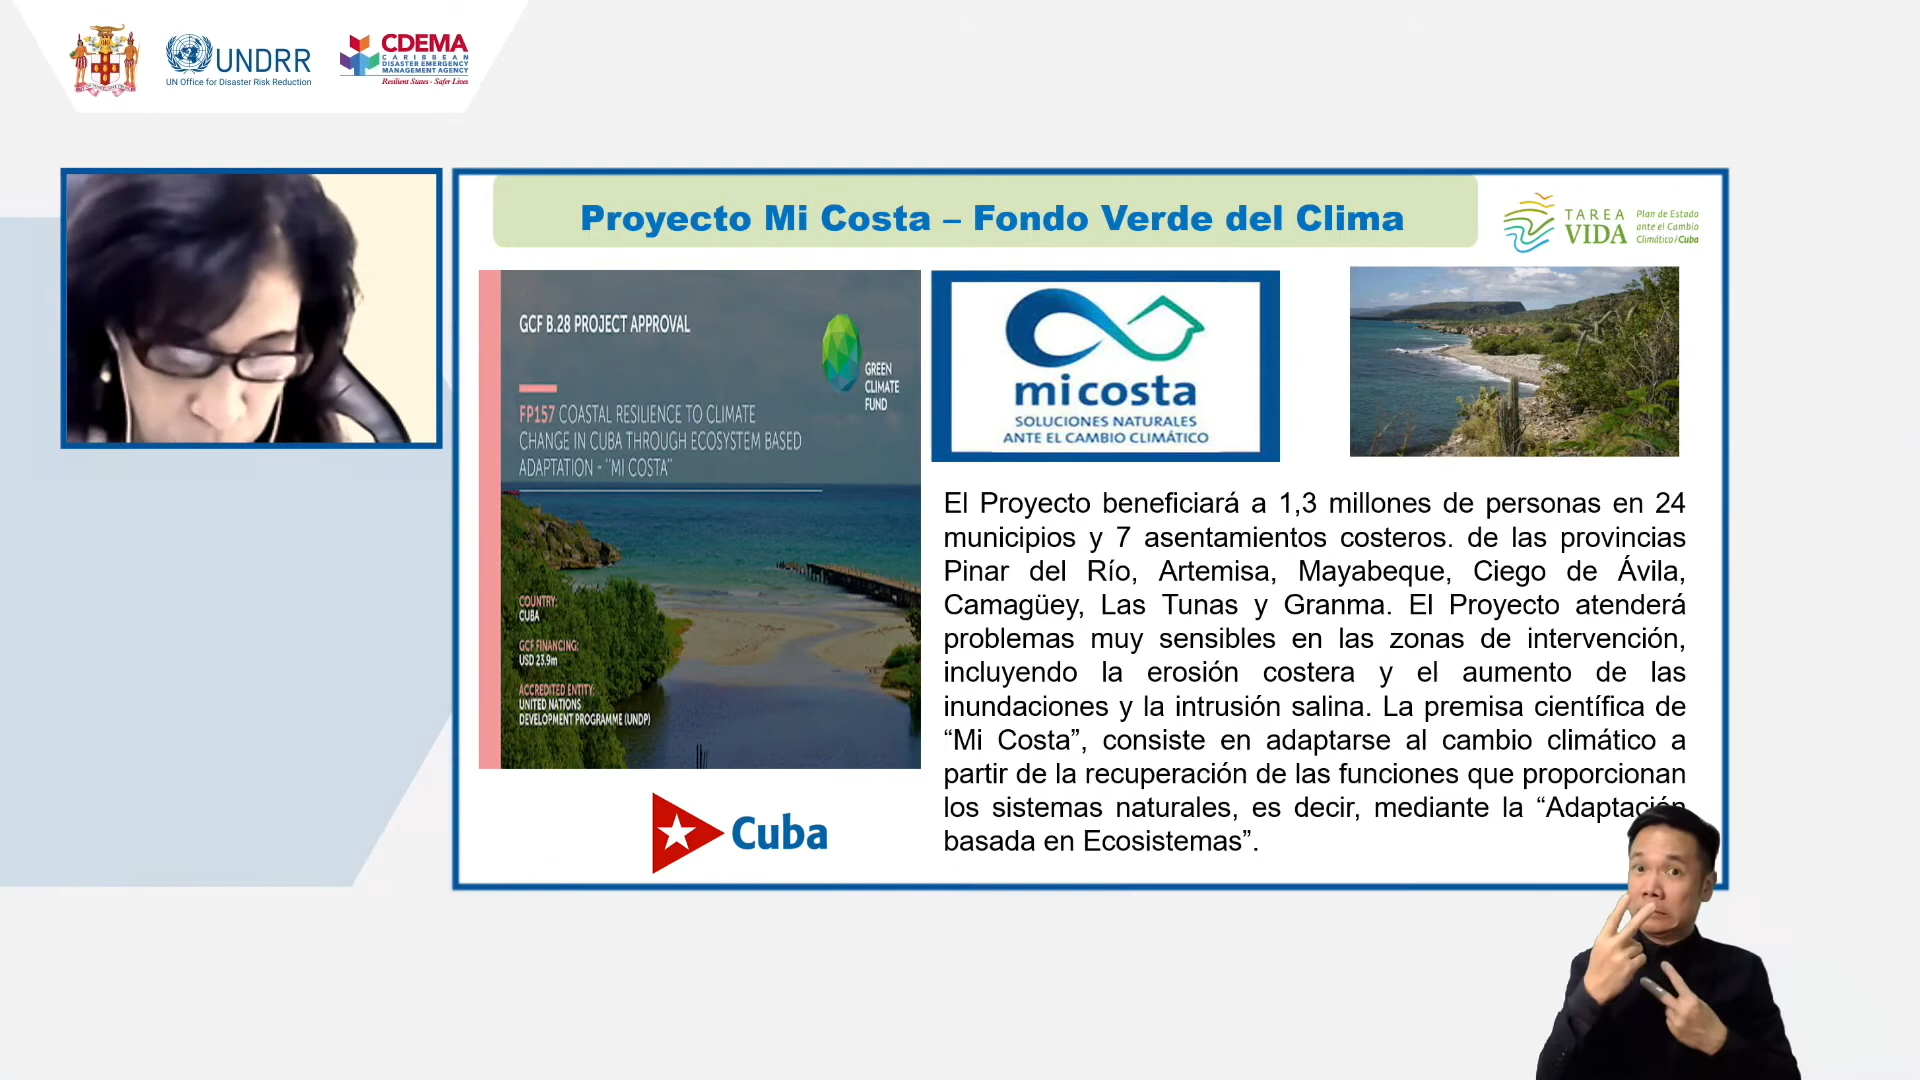 UNDRR
UN Office for Disaster Risk Reduction
CDEMA
CARIBBEAN
DISASTER EMERGENCY
MANAGEMENT AGENCY
Resilient States - Safer Lives
Proyecto Mi Costa – Fondo Verde del Clima
TAREA
VIDA
Plan de Estado
ante el Cambio
Climático/Cuba
GCF B.28 PROJECT APPROVAL
GREEN
CLIMATE
FUND
FP157 COASTAL RESILIENCE TO CLIMATE
CHANGE IN CUBA THROUGH ECOSYSTEM BASED
ADAPTATION - "MI COSTA"
COUNTRY:
CUBA
GCF FINANCING:
USD 23.9m
ACCREDITED ENTITY:
UNITED NATIONS
DEVELOPMENT PROGRAMME (UNDP)
mi costa
SOLUCIONES NATURALES
ANTE EL CAMBIO CLIMÁTICO
El Proyecto beneficiará a 1,3 millones de personas en 24
municipios y 7 asentamientos costeros. de las provincias
Pinar del Río, Artemisa, Mayabeque, Ciego de Ávila,
Camagüey, Las Tunas y Granma. El Proyecto atenderá
problemas muy sensibles en las zonas de intervención,
incluyendo la erosión costera y el aumento de las
inundaciones y la intrusión salina. La premisa científica de
“Mi Costa”, consiste en adaptarse al cambio climático a
partir de la recuperación de las funciones que proporcionan
los sistemas naturales, es decir, mediante la “Adaptación
basada en Ecosistemas”.
Cuba